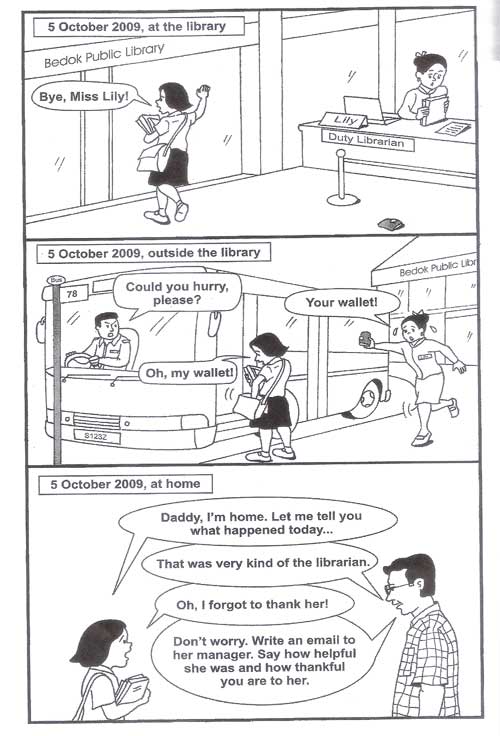 5 October 2009, at the library
Bedok Public Library
Bye, Miss Lily!
Lily
Duty Librarian
5 October 2009, outside the library
Bus
78
Could you hurry,
please?
Bedok Public Libr
Your wallet!
Oh, my wallet!
S123Z
5 October 2009, at home
Daddy, I'm home. Let me tell you
what happened today...
That was very kind of the librarian.
Oh, I forgot to thank her!
Don't worry. Write an email to
her manager. Say how helpful
she was and how thankful
you are to her.